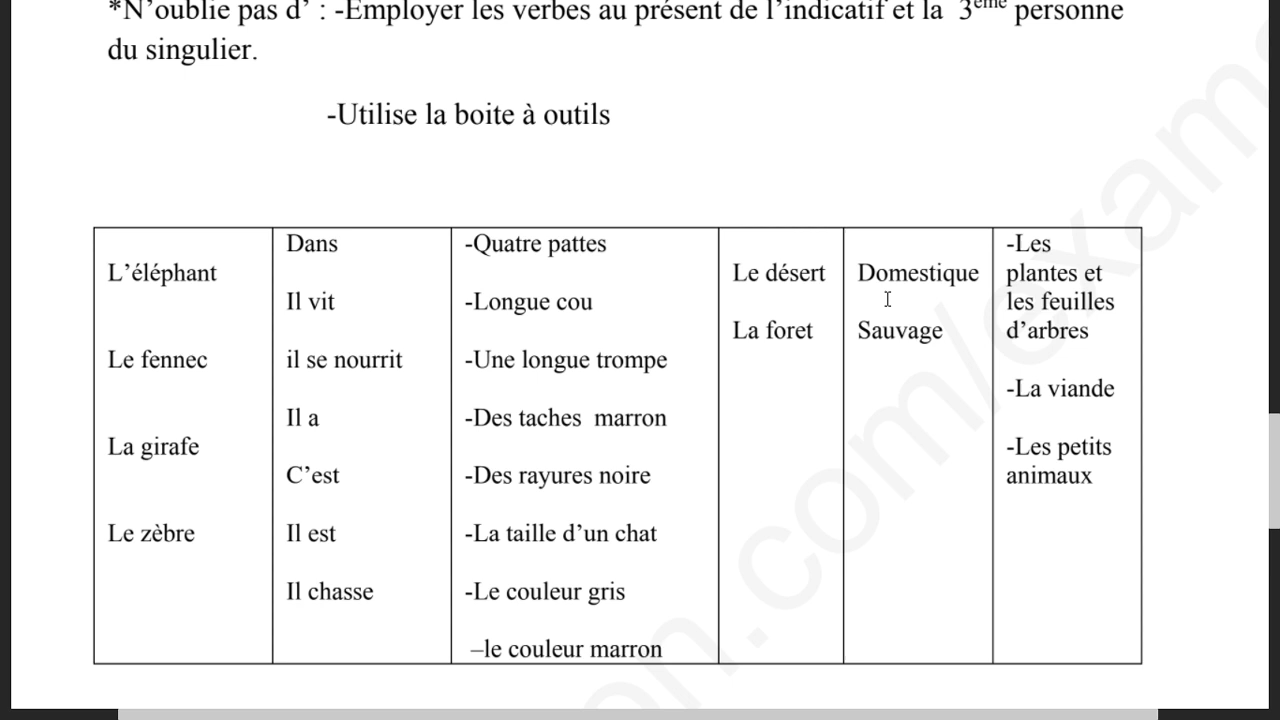 *N’oublie pas d’ : -Employer les verbes au présent de l’indicatif et la 3ème personne
du singulier.
-Utilise la boite à outils
L’éléphant
Le fennec
La girafe
Le zèbre
Dans
Il vit
il se nourrit
Il a
C’est
Il est
Il chasse
-Quatre pattes
-Longue cou
-Une longue trompe
-Des taches marron
-Des rayures noire
-La taille d’un chat
-Le couleur gris
–le couleur marron
Le désert
La foret
Domestique
Sauvage
-Les
plantes et
les feuilles
d’arbres
-La viande
-Les petits
animaux